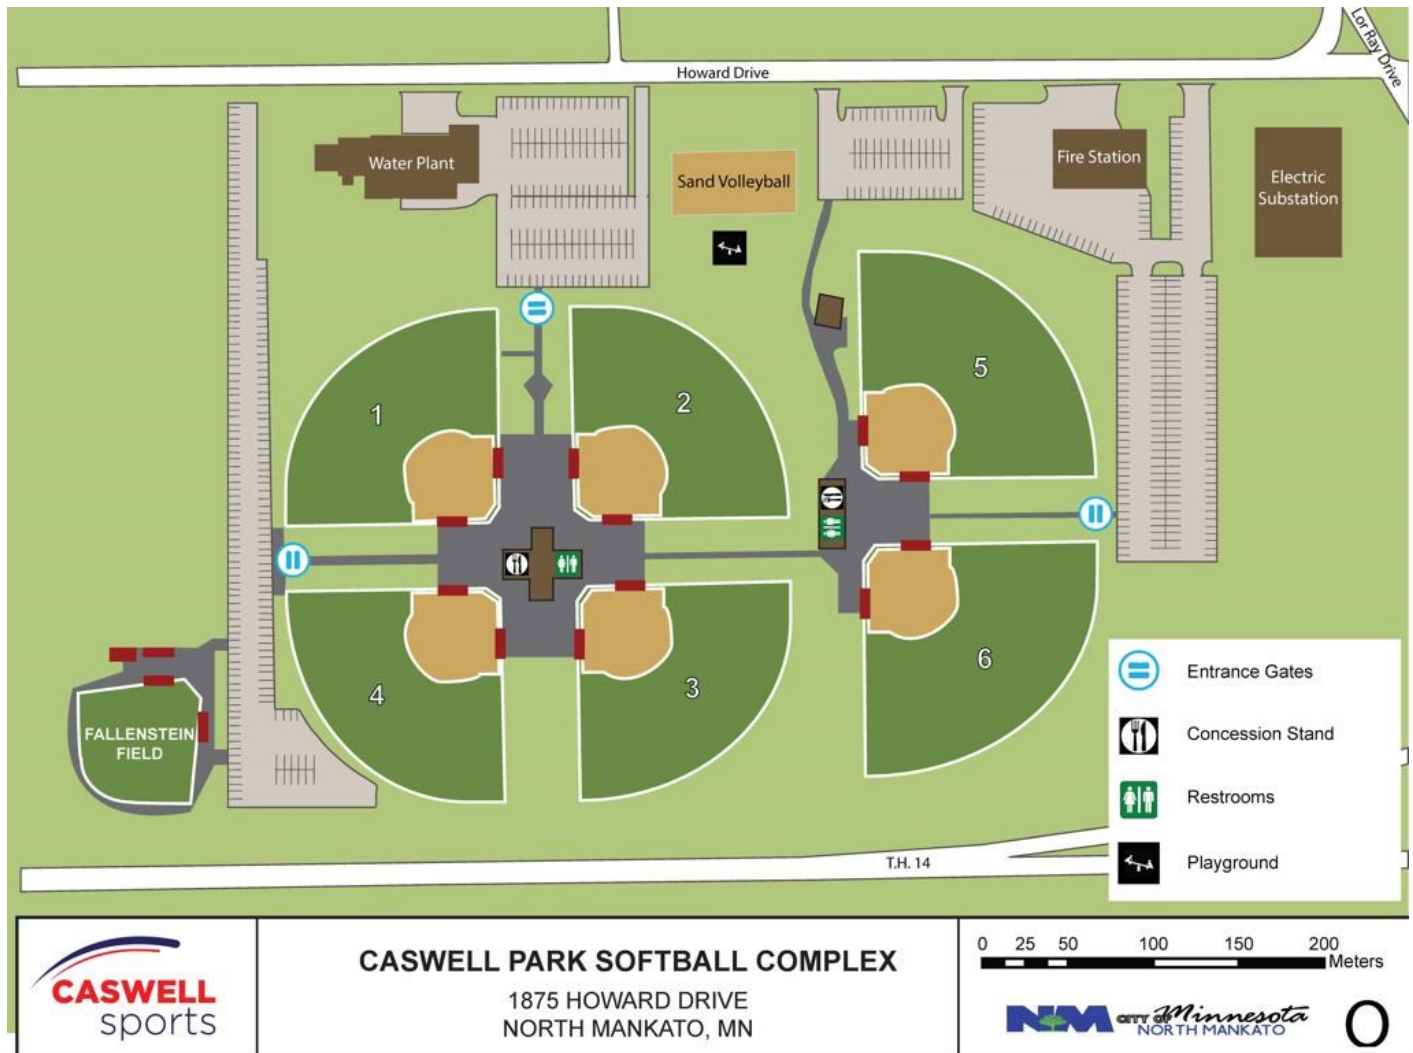 Howard Drive
Lor Ray Drive
Water Plant
Sand Volleyball
Fire Station
Electric
Substation
1
2
5
4
3
6
FALLENSTEIN
FIELD
Entrance Gates
Concession Stand
Restrooms
Playground
T.H. 14
CASWELL
sports
CASWELL PARK SOFTBALL COMPLEX
1875 HOWARD DRIVE
NORTH MANKATO, MN
0 25 50 100 150 200
Meters
NM CITY OF Minnesota
NORTH MANKATO
O